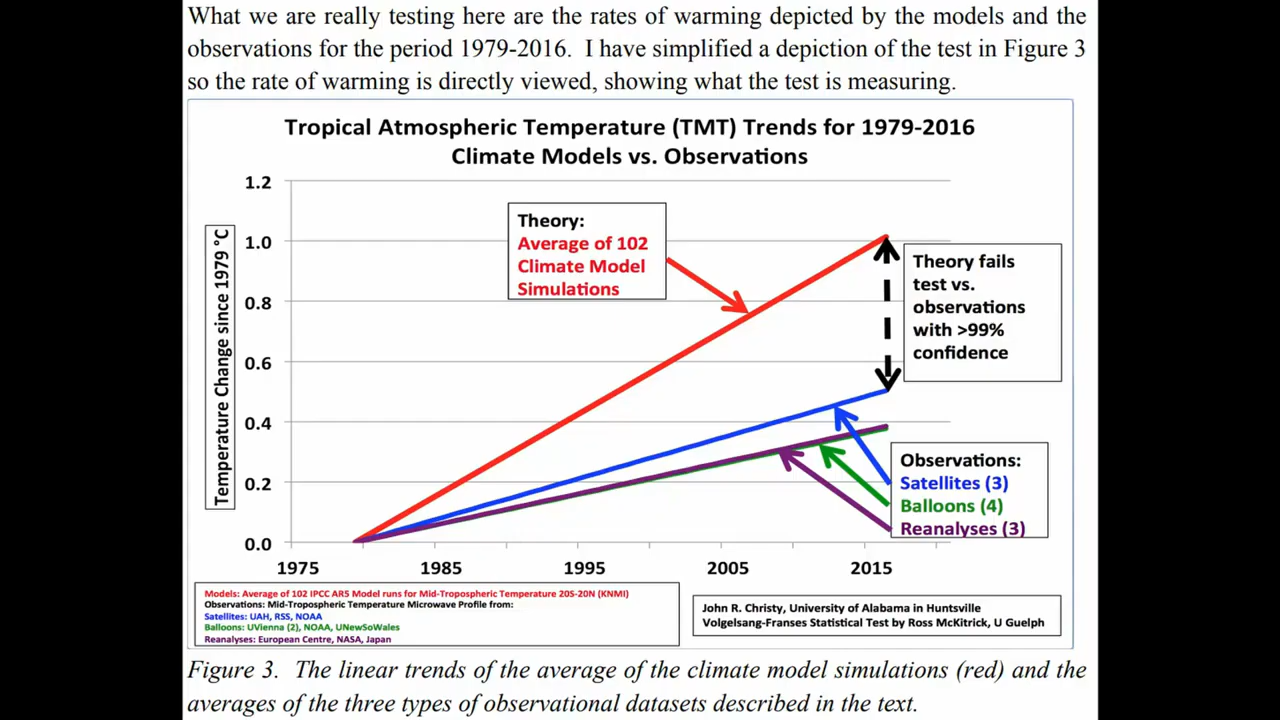 What we are really testing here are the rates of warming depicted by the models and the
observations for the period 1979-2016. I have simplified a depiction of the test in Figure 3
so the rate of warming is directly viewed, showing what the test is measuring.
Tropical Atmospheric Temperature (TMT) Trends for 1979-2016
Climate Models vs. Observations
Temperature Change since 1979 °C
1.2
1.0
0.8
0.6
0.4
0.2
0.0
Theory:
Average of 102
Climate Model
Simulations
Theory fails
test vs.
observations
with >99%
confidence
Observations:
Satellites (3)
Balloons (4)
Reanalyses (3)
1975
1985
1995
2005
2015
Models: Average of 102 IPCC AR5 Model runs for Mid-Tropospheric Temperature 20S-20N (KNMI)
Observations: Mid-Tropospheric Temperature Microwave Profile from:
Satellites: UAH, RSS, NOAA
Balloons: UVienna (2), NOAA, UNewSoWales
Reanalyses: European Centre, NASA, Japan
John R. Christy, University of Alabama in Huntsville
Volgelsang-Franses Statistical Test by Ross McKitrick, U Guelph
Figure 3. The linear trends of the average of the climate model simulations (red) and the
averages of the three types of observational datasets described in the text.